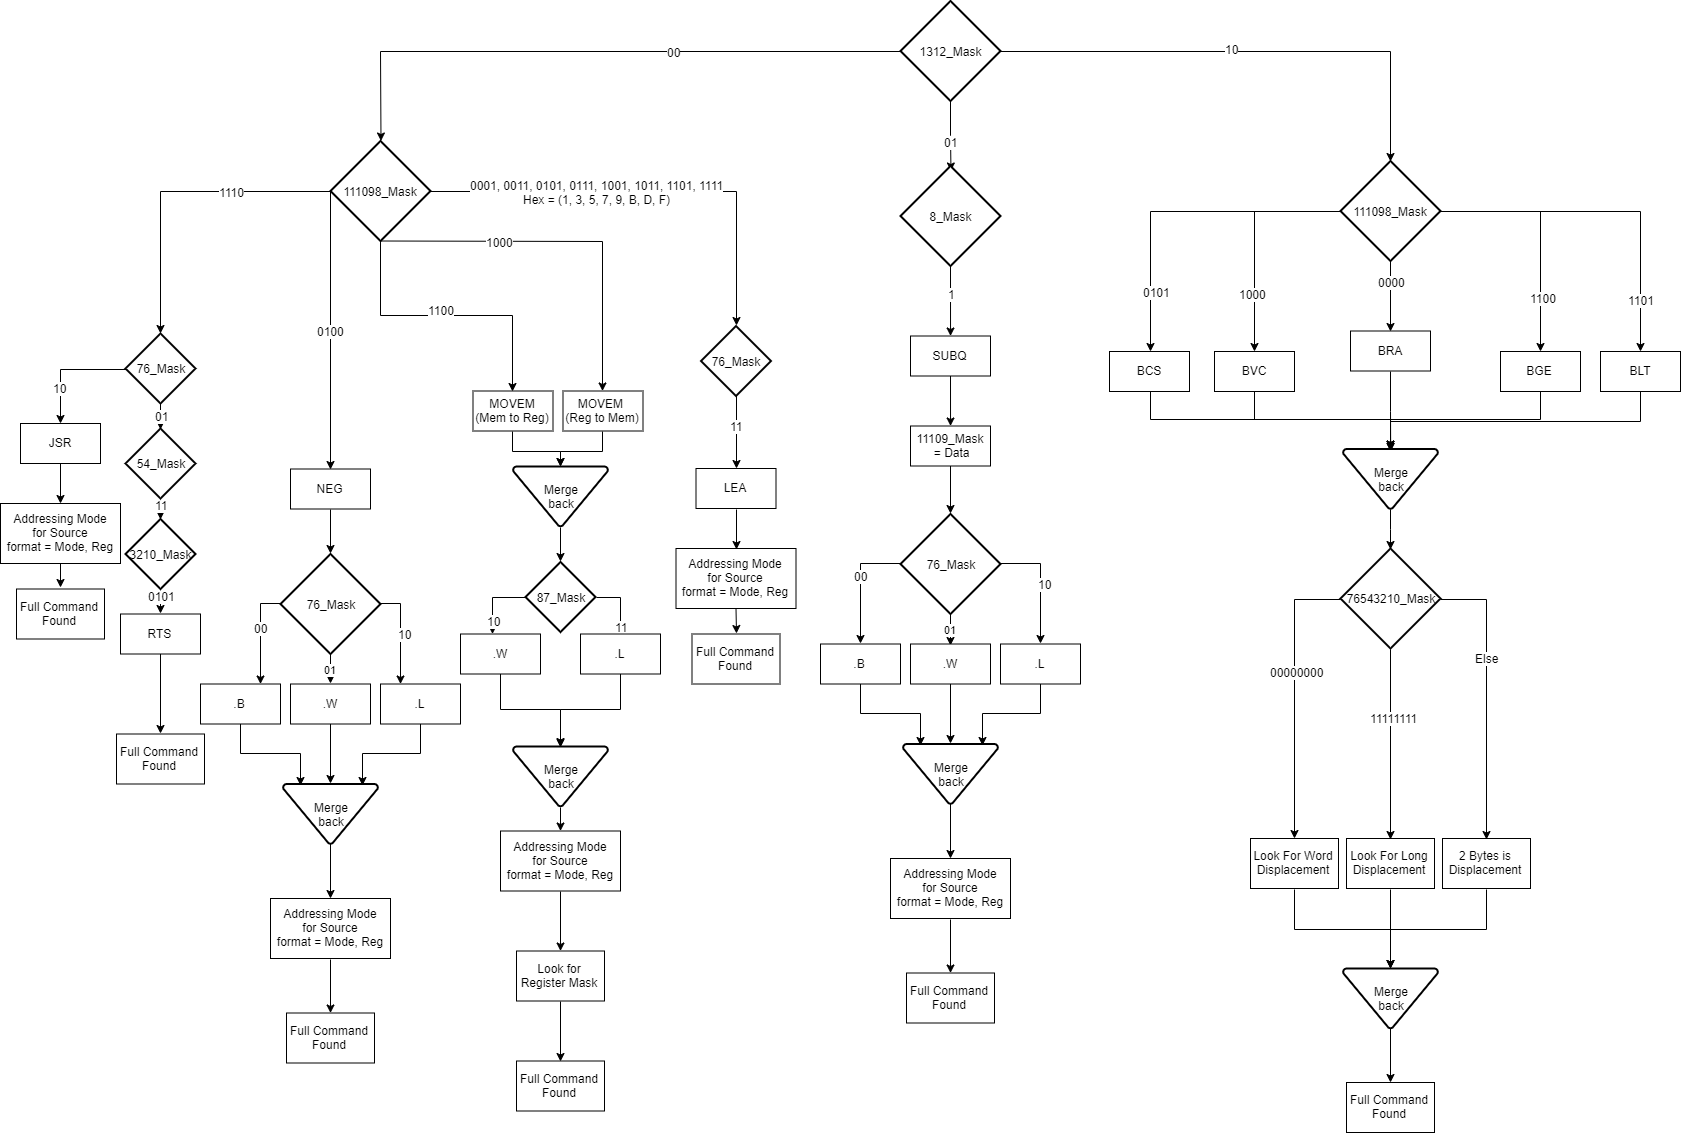 1312_Mask
00
10
01
111098_Mask
1110
0001, 0011, 0101, 0111, 1001, 1011, 1101, 1111
Hex = (1, 3, 5, 7, 9, B, D, F)
1000
1100
0100
8_Mask
1
111098_Mask
0101
1000
0000
1100
1101
BCS
BVC
BRA
BGE
BLT
76_Mask
10
01
JSR
Addressing Mode
for Source
format = Mode, Reg
Full Command
Found
54_Mask
11
3210_Mask
0101
RTS
Full Command
Found
NEG
76_Mask
00
01
10
.B
.W
.L
Merge
back
Addressing Mode
for Source
format = Mode, Reg
Full Command
Found
MOVEM
(Mem to Reg)
MOVEM
(Reg to Mem)
Merge
back
87_Mask
10
11
.W
.L
Merge
back
Addressing Mode
for Source
format = Mode, Reg
Look for
Register Mask
Full Command
Found
76_Mask
11
LEA
Addressing Mode
for Source
format = Mode, Reg
Full Command
Found
SUBQ
11109_Mask
= Data
76_Mask
00
01
10
.B
.W
.L
Merge
back
Addressing Mode
for Source
format = Mode, Reg
Full Command
Found
Merge
back
76543210_Mask
00000000
11111111
Else
Look For Word
Displacement
Look For Long
Displacement
2 Bytes is
Displacement
Merge
back
Full Command
Found